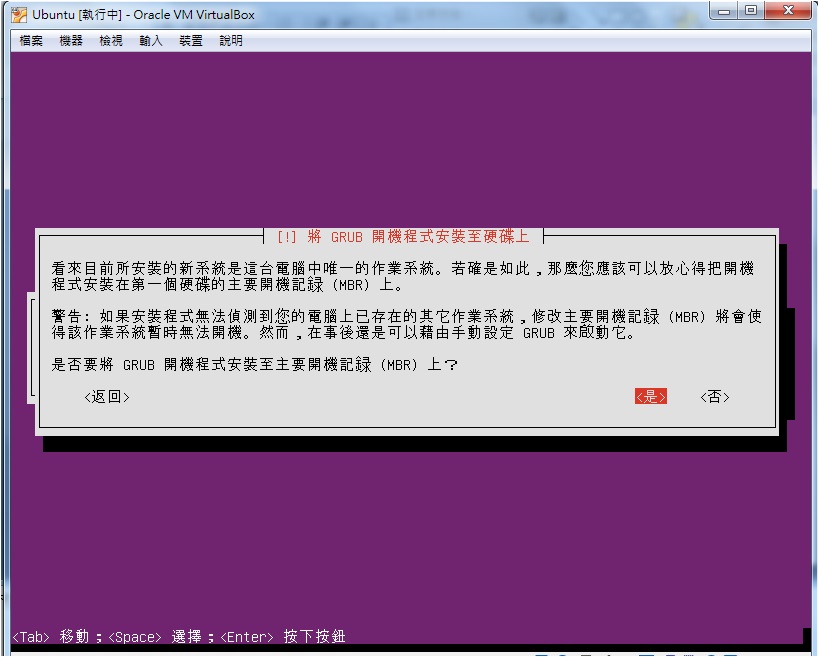 Ubuntu [執行中] - Oracle VM VirtualBox
檔案 機器 檢視 輸入 裝置 說明
[!] 將 GRUB 開機程式安裝至硬碟上
看來目前所安裝的新系統是這台電腦中唯一的作業系統。若確是如此，那麼您應該可以放心得把開機
程式安裝在第一個硬碟的主要開機記録 (MBR) 上。
警告: 如果安裝程式無法偵測到您的電腦上已存在的其它作業系統，修改主要開機記録 (MBR) 將會使
得該作業系統暫時無法開機。然而，在事後還是可以藉由手動設定 GRUB 來啟動它。
是否要將 GRUB 開機程式安裝至主要開機記録 (MBR) 上？
<返回> <是> <否>
<Tab> 移動；<Space> 選擇；<Enter> 按下按鈕